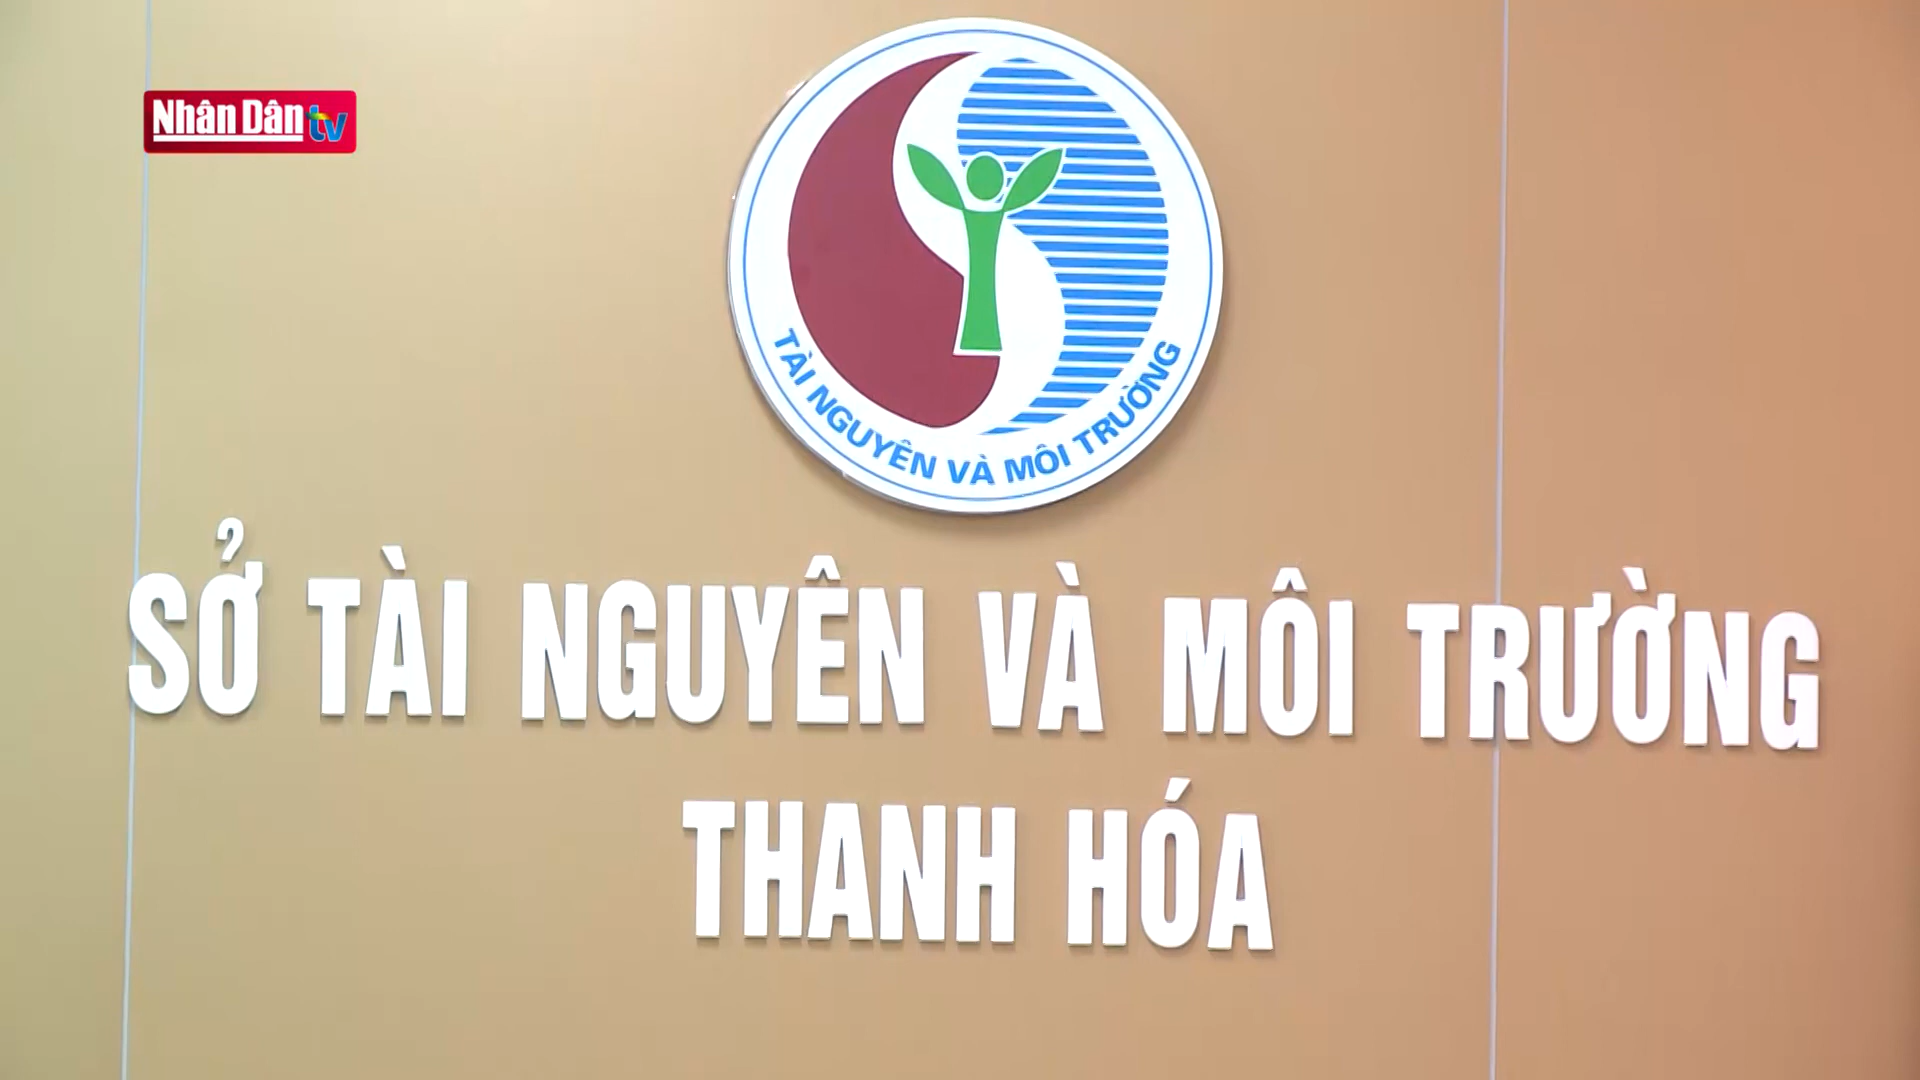 Nhân Dân tv
TÀI NGUYÊN VÀ MÔI TRƯỜNG
SỞ TÀI NGUYÊN VÀ MÔI TRƯỜNG
THANH HÓA